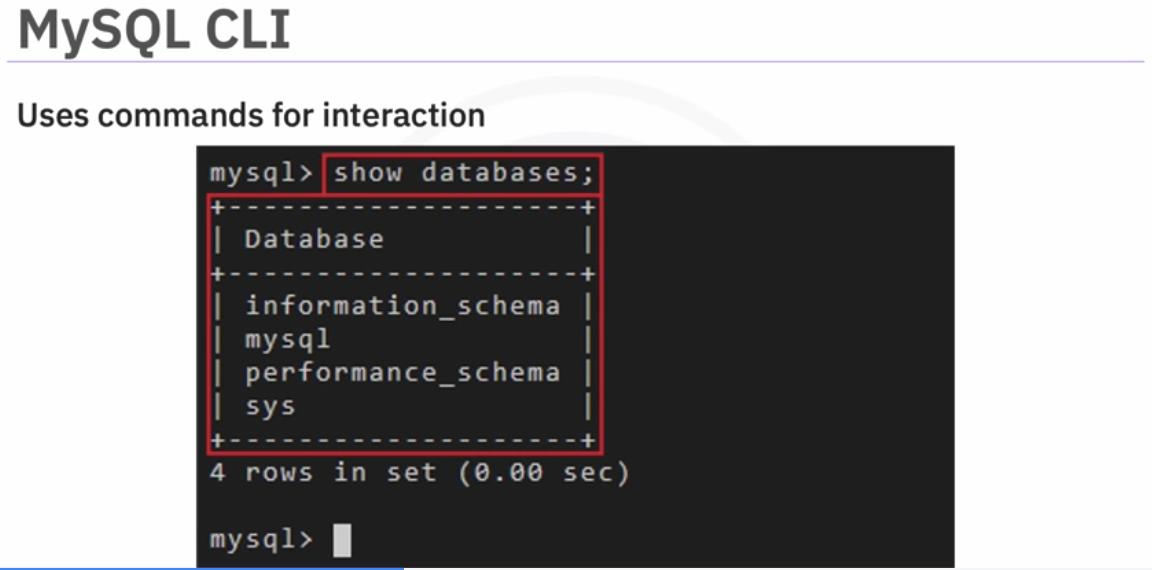 MySQL CLI
Uses commands for interaction
mysql> show databases;
+--------------------+
| Database           |
+--------------------+
| information_schema |
| mysql              |
| performance_schema |
| sys                |
+--------------------+
4 rows in set (0.00 sec)
mysql>